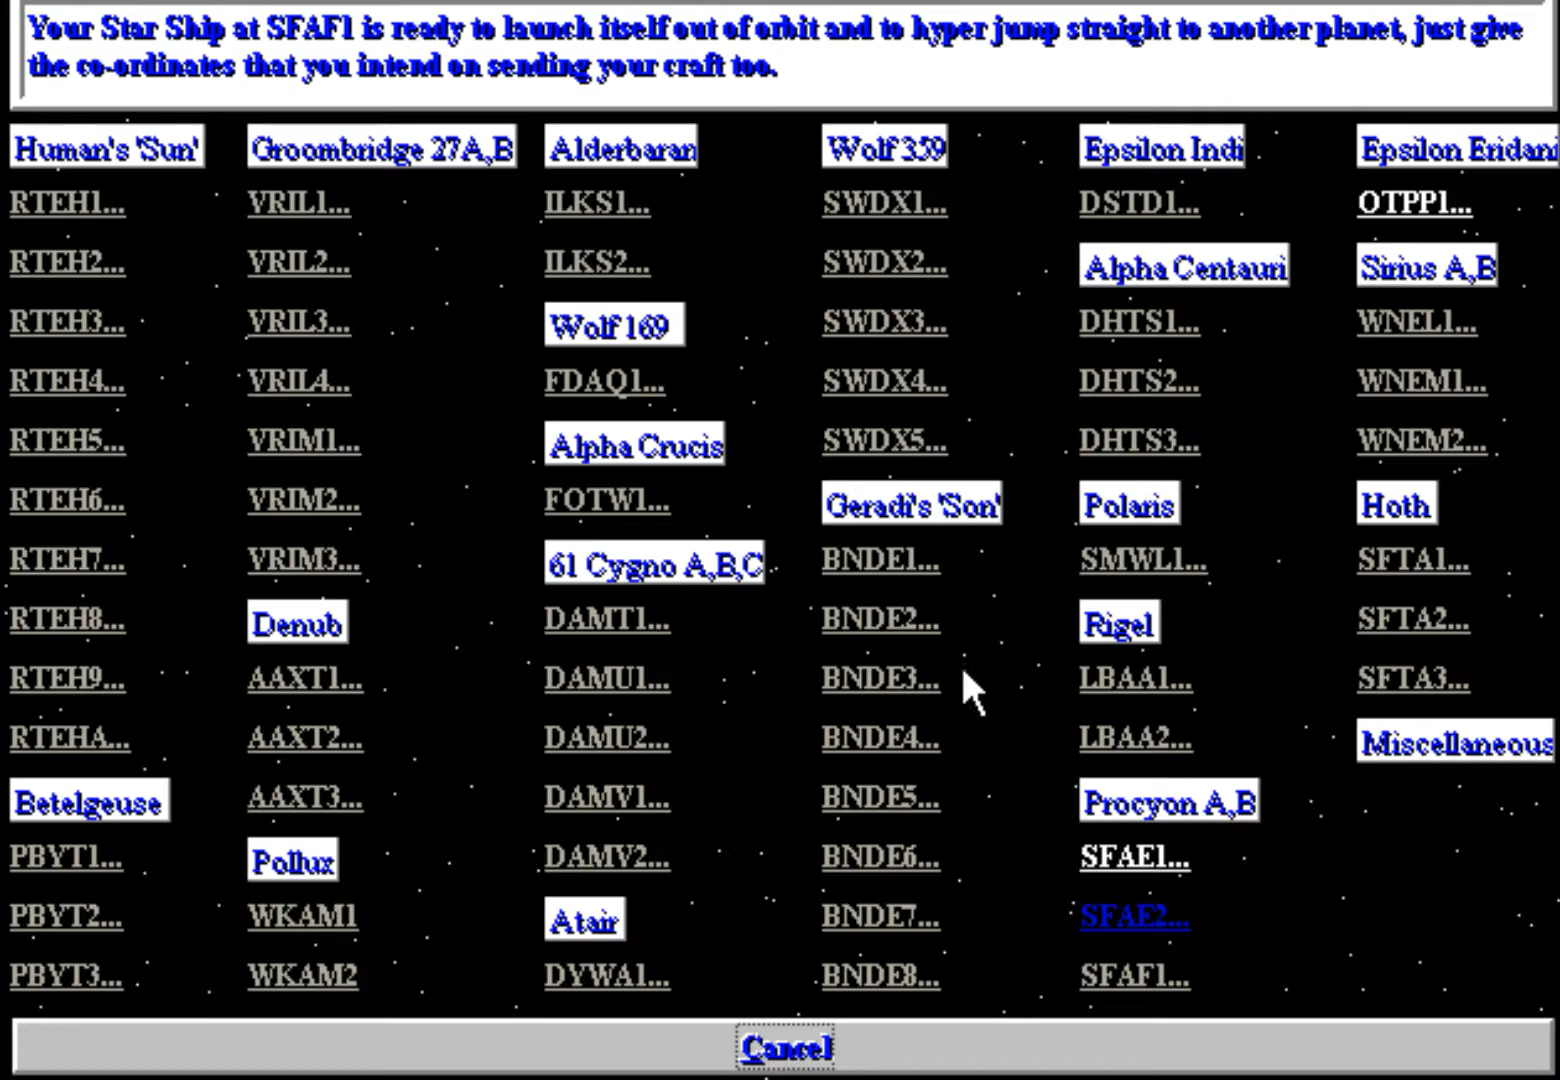 Your Star Ship at SFAF1 is ready to launch itself out of orbit and to hyper jump straight to another planet, just give
the co-ordinates that you intend on sending your craft too.
Human's 'Sun'
RTEH1...
RTEH2...
RTEH3...
RTEH4...
RTEH5...
RTEH6...
RTEH7...
RTEH8...
RTEH9...
RTEHA...
Betelgeuse
PBYT1...
PBYT2...
PBYT3...
Groombridge 27A,B
VRIL1...
VRIL2...
VRIL3...
VRIL4...
VRIM1...
VRIM2...
VRIM3...
Denub
AAXT1...
AAXT2...
AAXT3...
Pollux
WKAM1
WKAM2
Alderbaran
ILKS1...
ILKS2...
Wolf 169
FDAQ1...
Alpha Crucis
FOTW1...
61 Cygno A,B,C
DAMT1...
DAMU1...
DAMU2...
DAMV1...
DAMV2...
Atair
DYWA1...
Wolf 359
SWDX1...
SWDX2...
SWDX3...
SWDX4...
SWDX5...
Geradi's 'Son'
BNDE1...
BNDE2...
BNDE3...
BNDE4...
BNDE5...
BNDE6...
BNDE7...
BNDE8...
Epsilon Indi
DSTD1...
Alpha Centauri
DHTS1...
DHTS2...
DHTS3...
Polaris
SMWL1...
Rigel
LBAA1...
LBAA2...
Procyon A,B
SFAE1...
SFAE2...
SFAF1...
Epsilon Eridani
OTPP1...
Sirius A,B
WNEL1...
WNEM1...
WNEM2...
Hoth
SFTA1...
SFTA2...
SFTA3...
Miscellaneous
Cancel